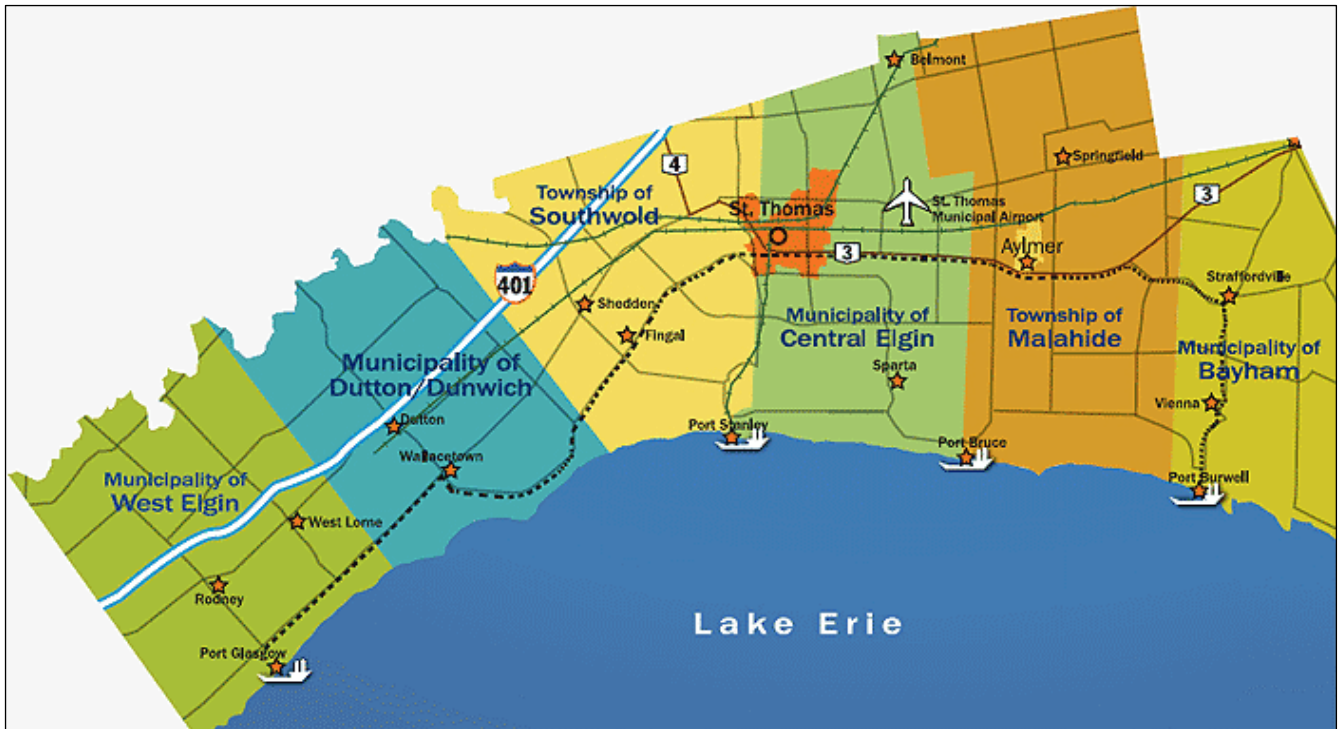 Belmont
Springfield
4
3
Township of
Southwold
St. Thomas
St. Thomas
Municipal Airport
3
Aylmer
401
Straffordville
Shedden
Fingal
Municipality of
Central Elgin
Township of
Malahide
Municipality of
Bayham
Municipality of
Dutton/Dunwich
Sparta
Vienna
Dutton
Port Stanley
Port Bruce
Wallacetown
Port Burwell
Municipality of
West Elgin
West Lorne
Rodney
Lake Erie
Port Glasgow